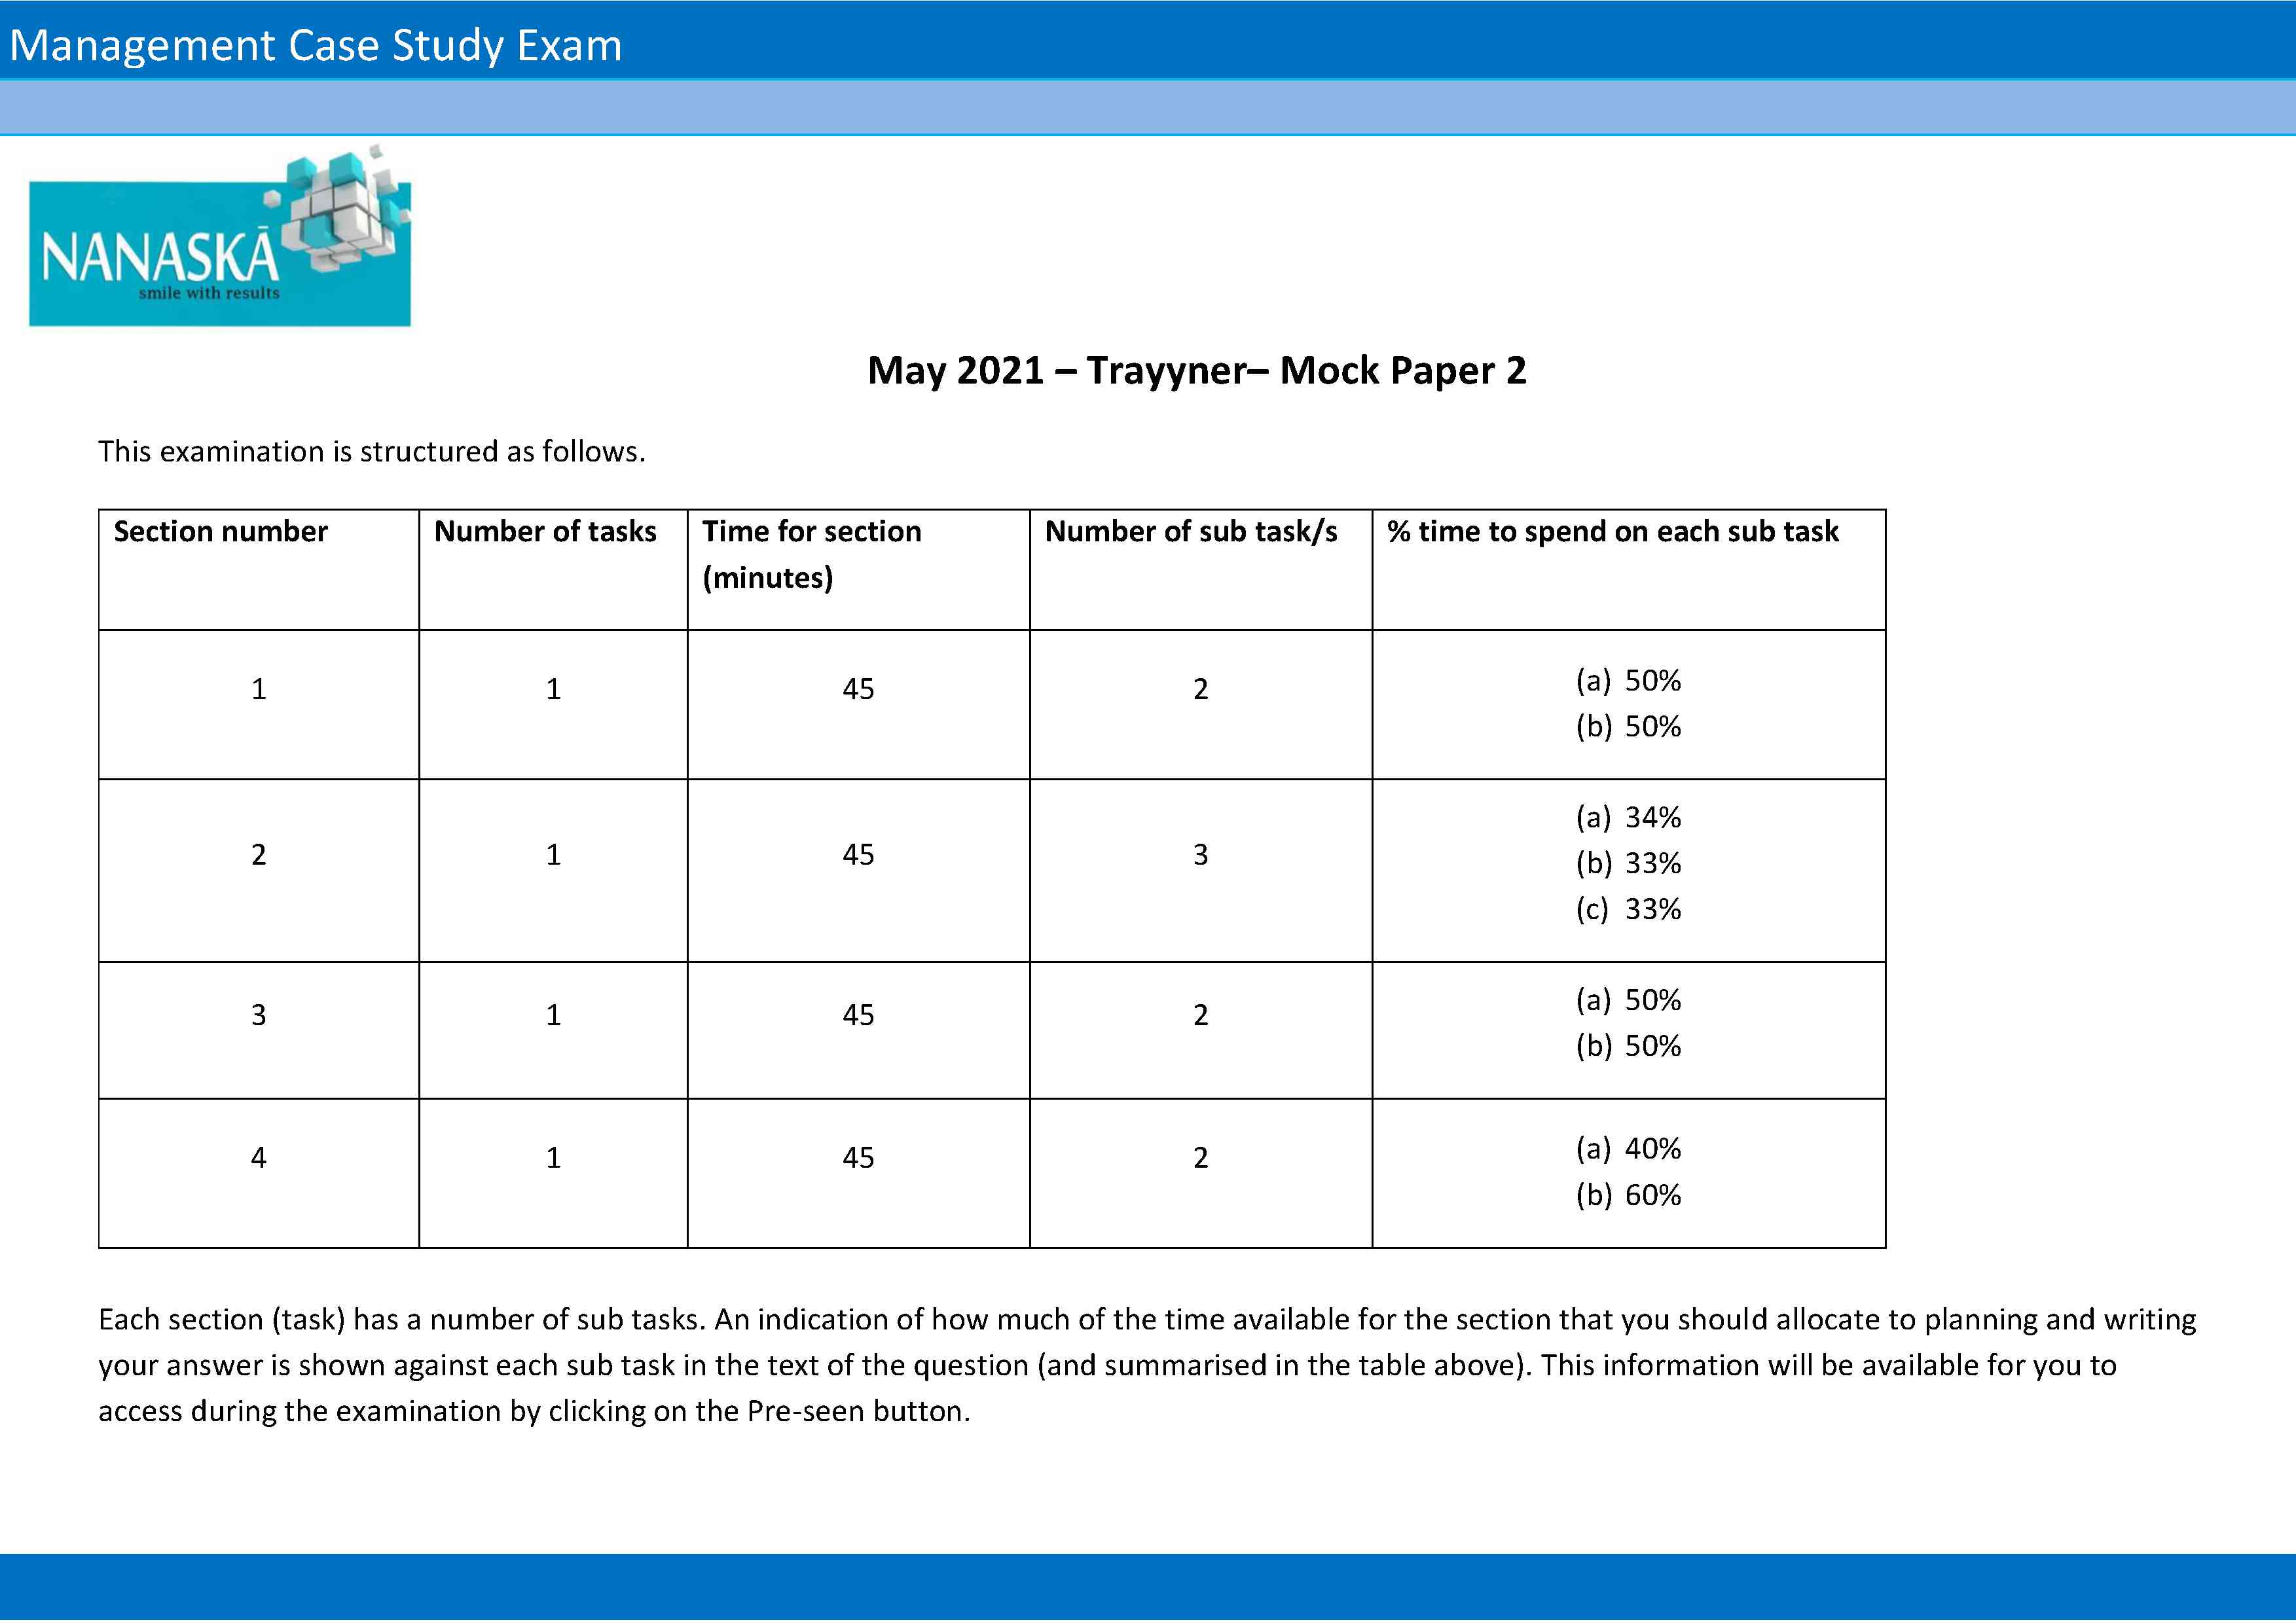 Management Case Study Exam
NANASKĀ
smile with results
May 2021 – Trayyner– Mock Paper 2
This examination is structured as follows.
Section number Number of tasks Time for section (minutes) Number of sub task/s % time to spend on each sub task
1 1 45 2 (a) 50%
(b) 50%
2 1 45 3 (a) 34%
(b) 33%
(c) 33%
3 1 45 2 (a) 50%
(b) 50%
4 1 45 2 (a) 40%
(b) 60%
Each section (task) has a number of sub tasks. An indication of how much of the time available for the section that you should allocate to planning and writing
your answer is shown against each sub task in the text of the question (and summarised in the table above). This information will be available for you to
access during the examination by clicking on the Pre-seen button.